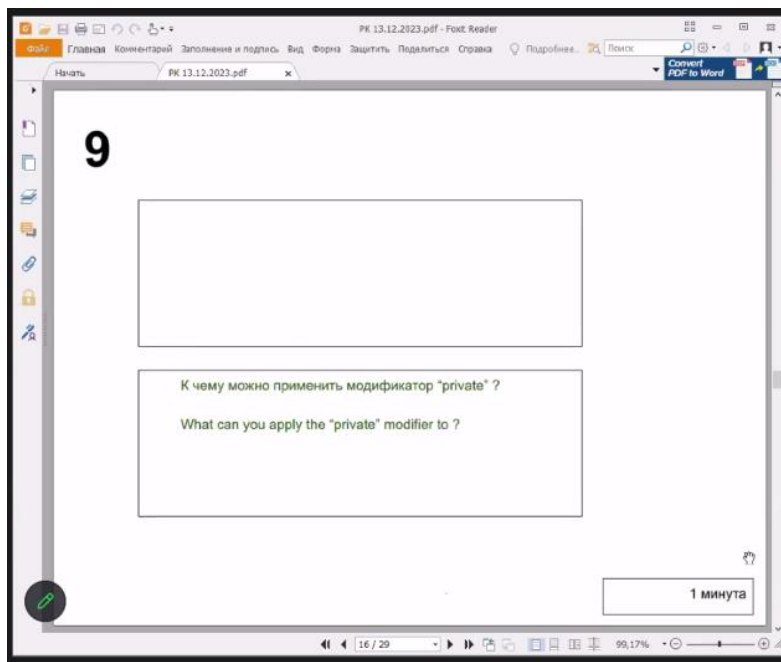 РК 13.12.2023.pdf - Foxit Reader
Файл Главная Комментарий Заполнение и подпись Вид Форма Защитить Поделиться Справка Подробнее.. Поиск
Начать РК 13.12.2023.pdf
Convert
PDF to Word
9
К чему можно применить модификатор “private” ?
What can you apply the “private” modifier to ?
1 минута
16 / 29 99,17%